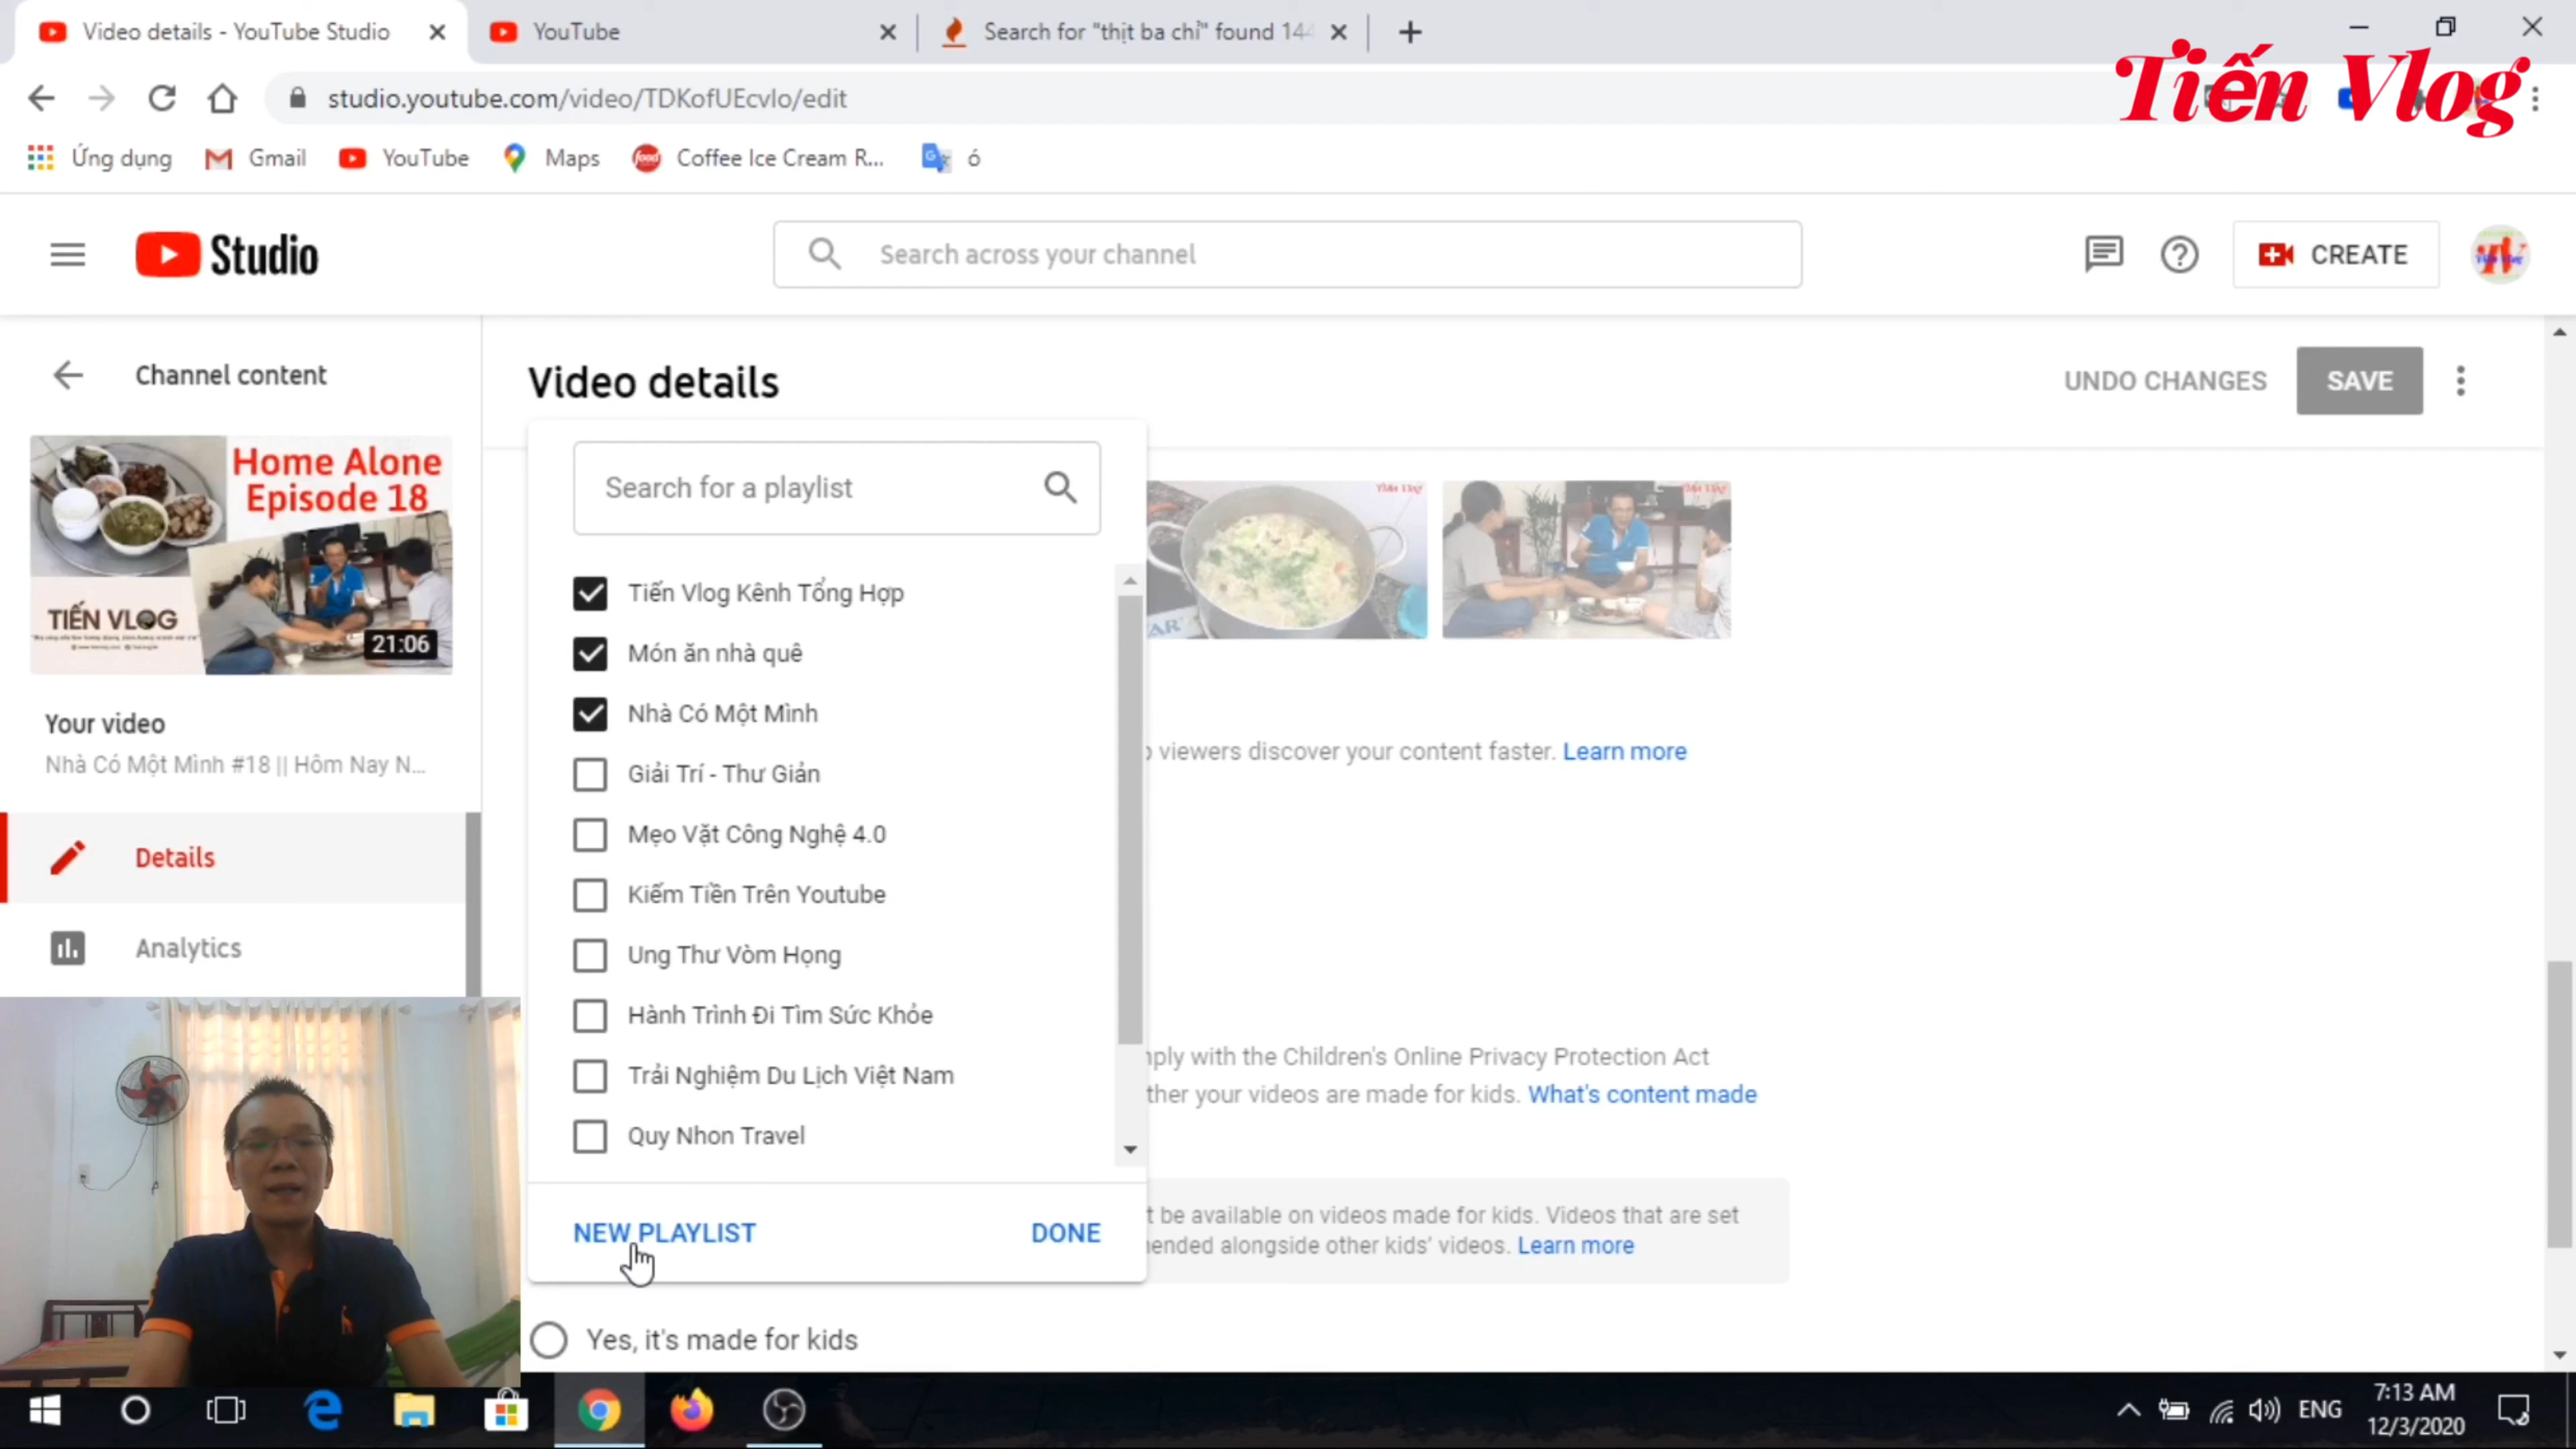 Video details - YouTube Studio
YouTube
Search for "thịt ba chỉ" found 144
Tiến Vlog
studio.youtube.com/video/TDKofUEcvlo/edit
Ứng dụng
Gmail
YouTube
Maps
Coffee Ice Cream R...
ó
Studio
Search across your channel
CREATE
Channel content
Video details
UNDO CHANGES
SAVE
Home Alone
Episode 18
TIẾN VLOG
21:06
Search for a playlist
Tiến Vlog Kênh Tổng Hợp
Món ăn nhà quê
Nhà Có Một Mình
Giải Trí - Thư Giản
Mẹo Vặt Công Nghệ 4.0
Kiếm Tiền Trên Youtube
Ung Thư Vòm Họng
Hành Trình Đi Tìm Sức Khỏe
Trải Nghiệm Du Lịch Việt Nam
Quy Nhon Travel
NEW PLAYLIST
DONE
Your video
Nhà Có Một Mình #18 || Hôm Nay N...
Details
Analytics
viewers discover your content faster. Learn more
with the Children's Online Privacy Protection Act
your videos are made for kids. What's content made
be available on videos made for kids. Videos that are set
alongside other kids' videos. Learn more
Yes, it's made for kids
ENG
7:13 AM
12/3/2020